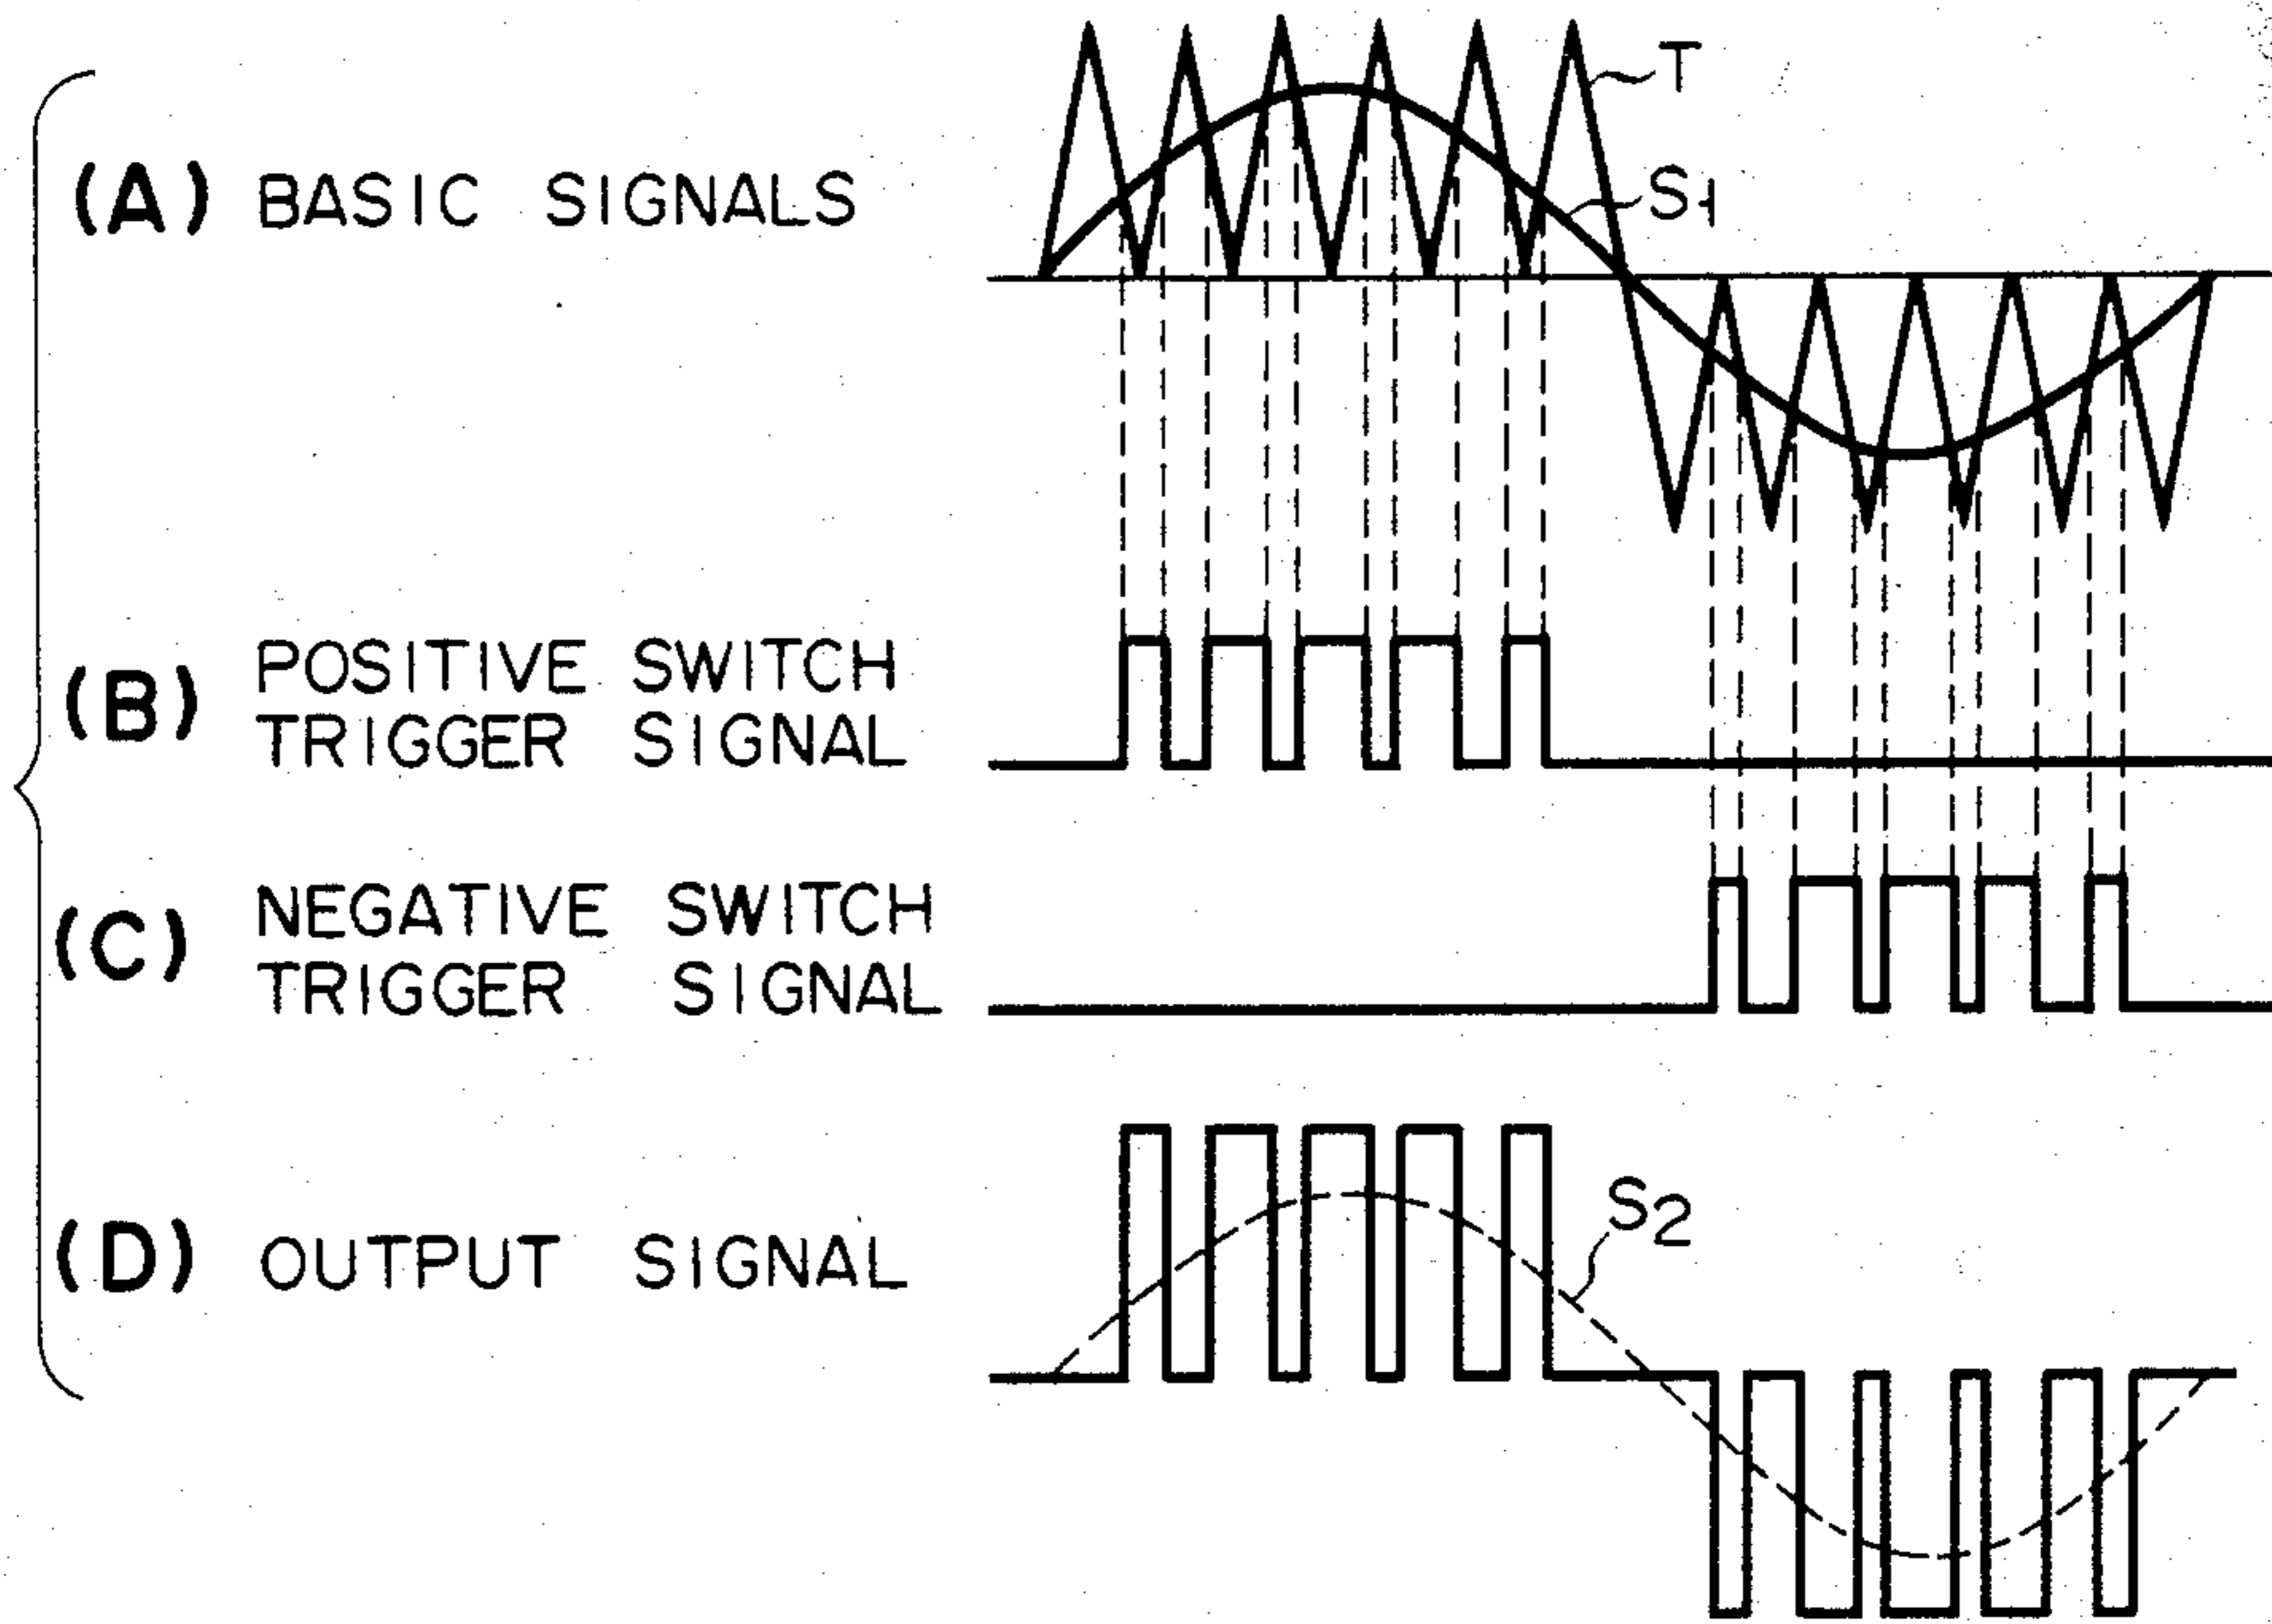 T
S1
(A) BASIC SIGNALS
(B) POSITIVE SWITCH
TRIGGER SIGNAL
(C) NEGATIVE SWITCH
TRIGGER SIGNAL
(D) OUTPUT SIGNAL
S2